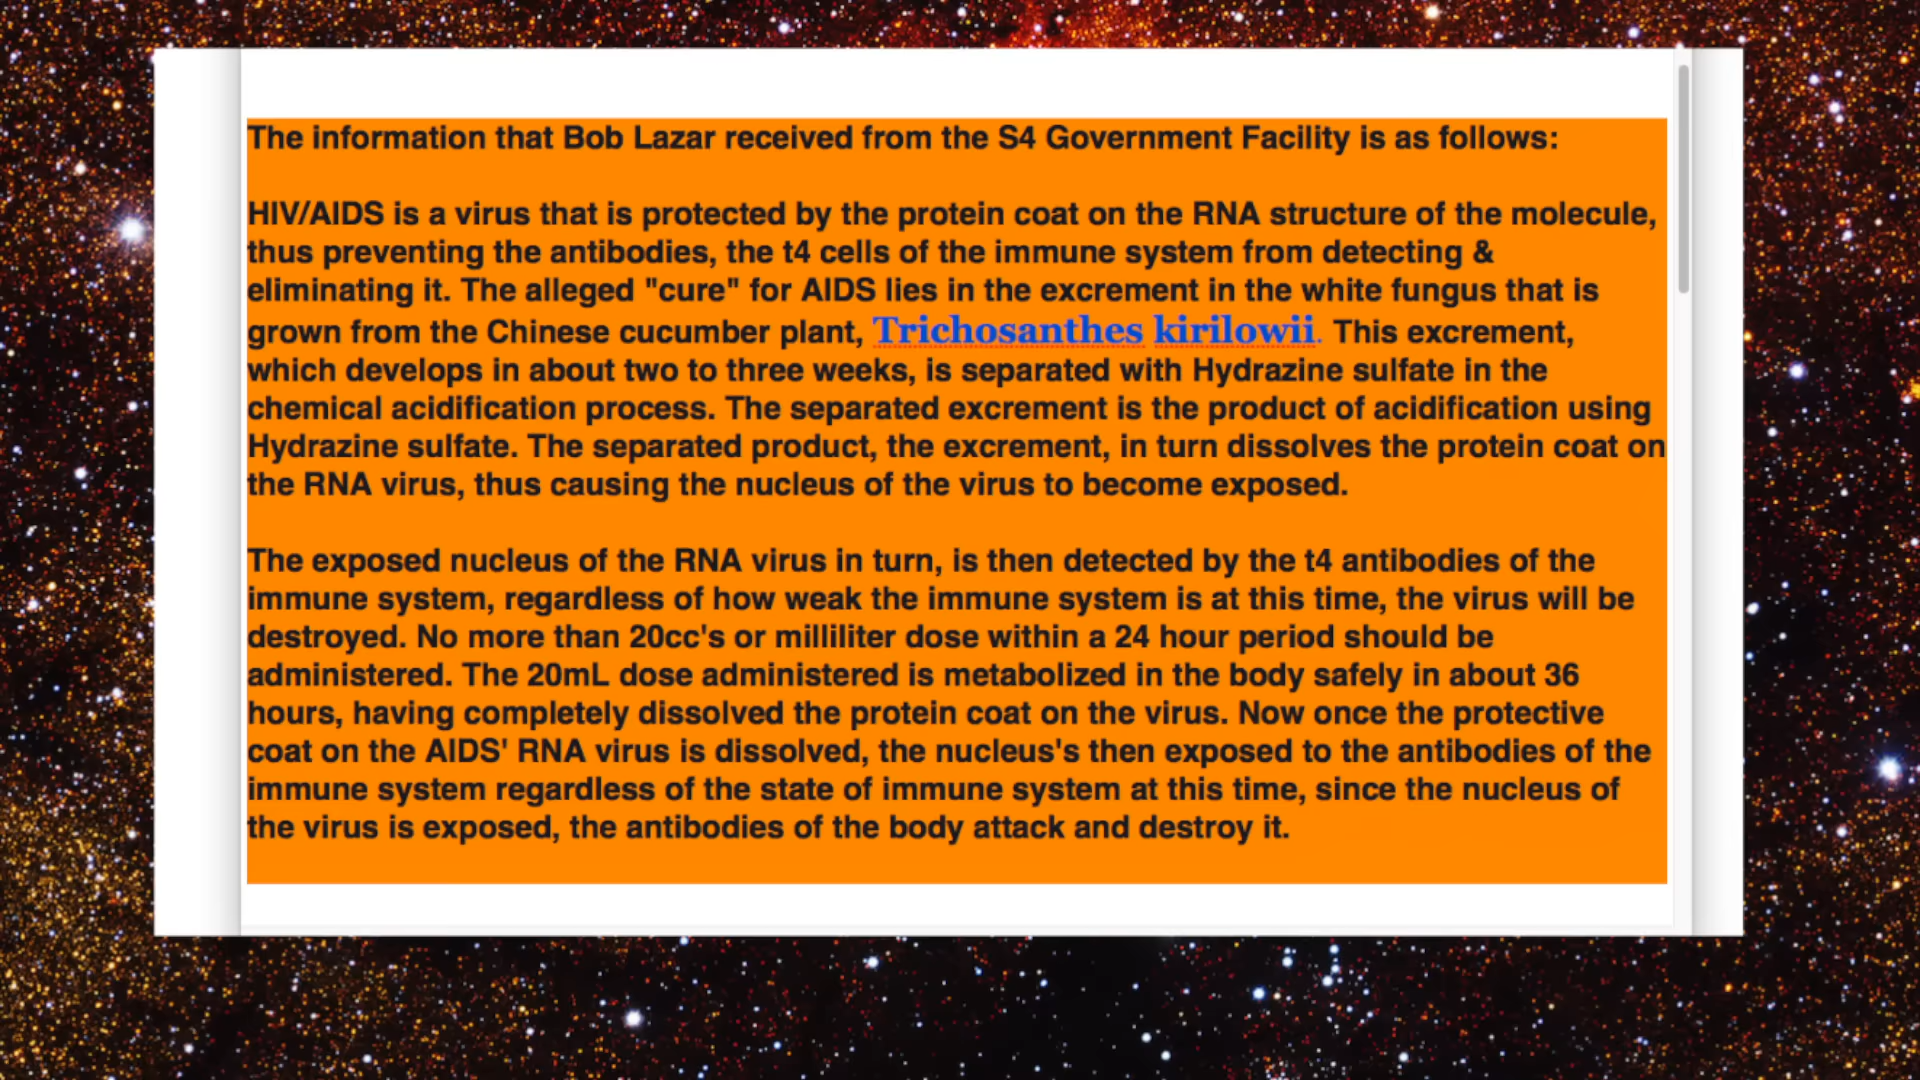 The information that Bob Lazar received from the S4 Government Facility is as follows:
HIV/AIDS is a virus that is protected by the protein coat on the RNA structure of the molecule,
thus preventing the antibodies, the t4 cells of the immune system from detecting &
eliminating it. The alleged "cure" for AIDS lies in the excrement in the white fungus that is
grown from the Chinese cucumber plant, Trichosanthes kirilowii. This excrement,
which develops in about two to three weeks, is separated with Hydrazine sulfate in the
chemical acidification process. The separated excrement is the product of acidification using
Hydrazine sulfate. The separated product, the excrement, in turn dissolves the protein coat on
the RNA virus, thus causing the nucleus of the virus to become exposed.
The exposed nucleus of the RNA virus in turn, is then detected by the t4 antibodies of the
immune system, regardless of how weak the immune system is at this time, the virus will be
destroyed. No more than 20cc's or milliliter dose within a 24 hour period should be
administered. The 20mL dose administered is metabolized in the body safely in about 36
hours, having completely dissolved the protein coat on the virus. Now once the protective
coat on the AIDS' RNA virus is dissolved, the nucleus's then exposed to the antibodies of the
immune system regardless of the state of immune system at this time, since the nucleus of
the virus is exposed, the antibodies of the body attack and destroy it.